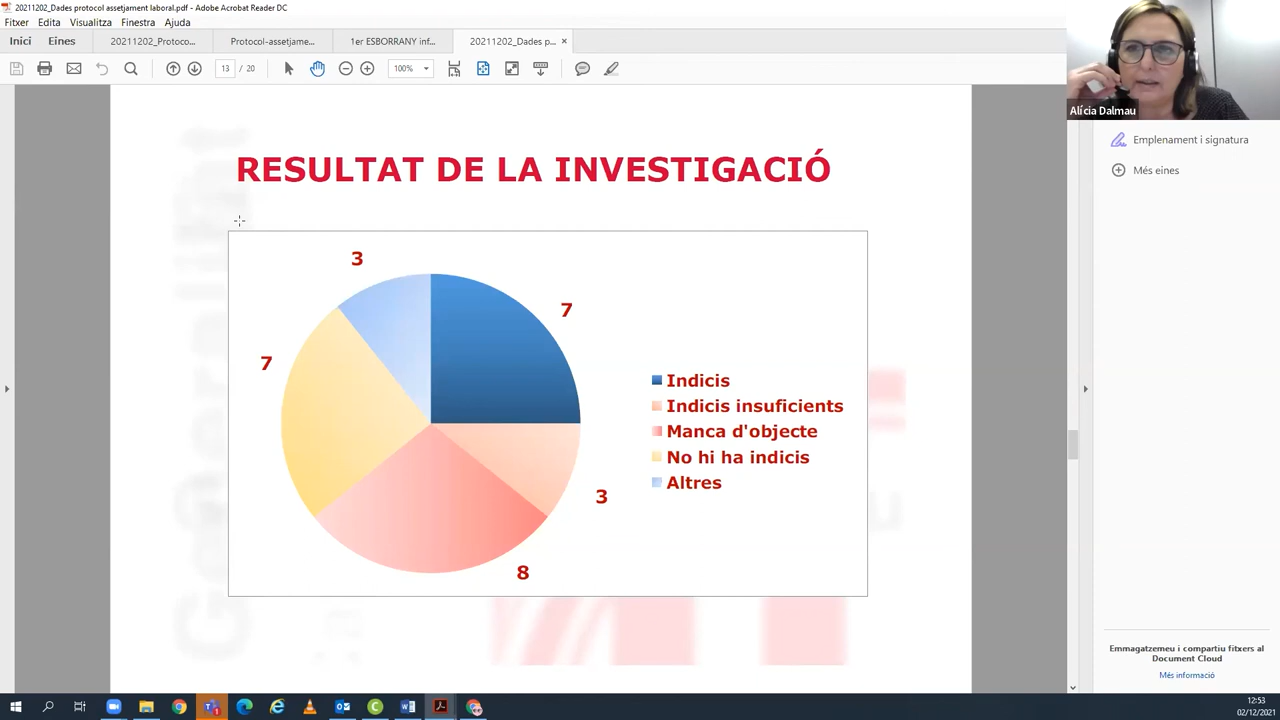 20211202_Dades protocol assetjament laboral.pdf - Adobe Acrobat Reader DC
Fitxer Edita Visualitza Finestra Ajuda
Inici Eines 20211202_Protoco... Protocol-assetjame... 1er ESBORRANY inf... 20211202_Dades p... ×
13 / 20 100%
Alícia Dalmau
Emplenament i signatura
Més eines
RESULTAT DE LA INVESTIGACIÓ
3
7
7
3
8
Indicis
Indicis insuficients
Manca d'objecte
No hi ha indicis
Altres
Emmagatzemeu i compartiu fitxers al
Document Cloud
Més informació
12:53
02/12/2021